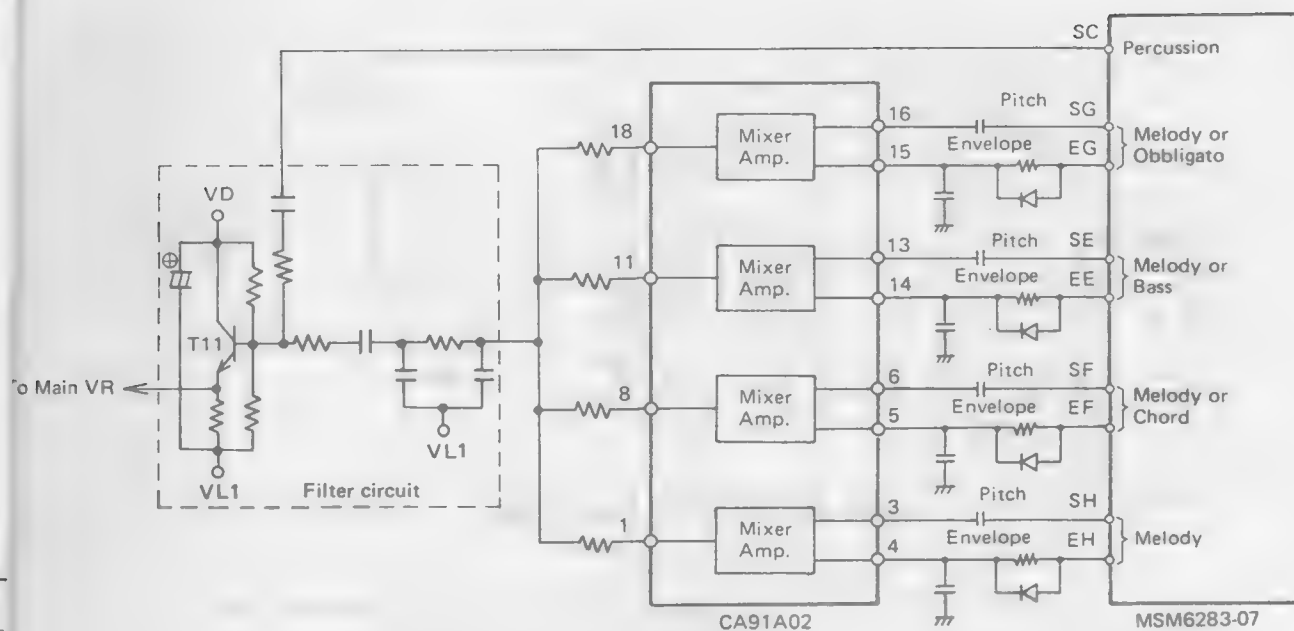 SC
Percussion
18
Mixer
Amp.
16
Pitch
SG
15
Envelope
EG
Melody or
Obbligato
VD
⊕
11
Mixer
Amp.
13
Pitch
SE
14
Envelope
EE
Melody or
Bass
T11
To Main VR
VL1
VL1
Filter circuit
8
Mixer
Amp.
6
Pitch
SF
5
Envelope
EF
Melody or
Chord
1
Mixer
Amp.
3
Pitch
SH
4
Envelope
EH
Melody
CA91A02
MSM6283-07